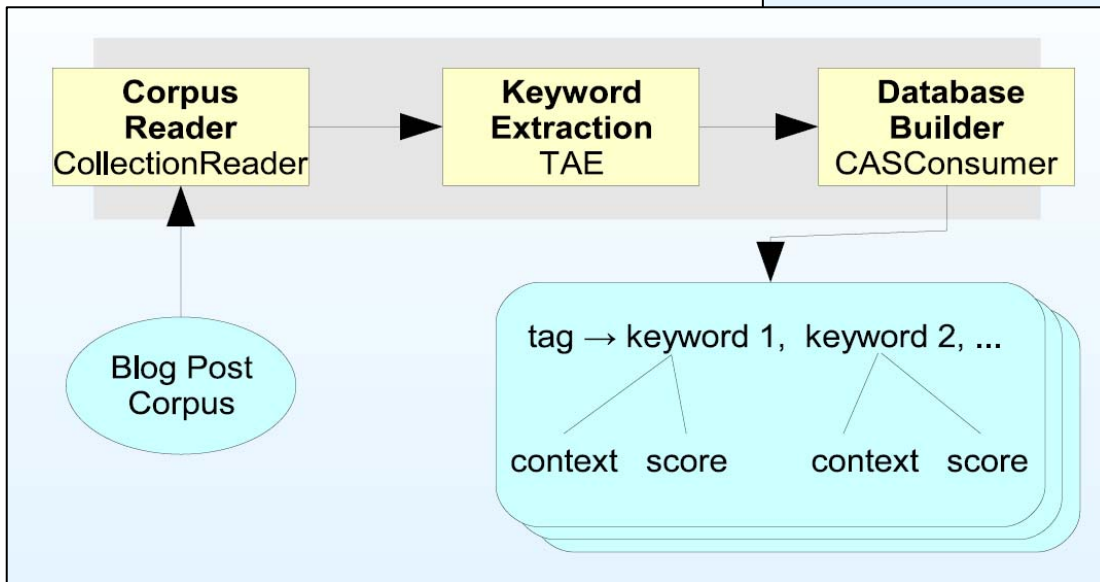 Corpus
Reader
CollectionReader
Keyword
Extraction
TAE
Database
Builder
CASConsumer
Blog Post
Corpus
tag → keyword 1, keyword 2, ...
context score context score